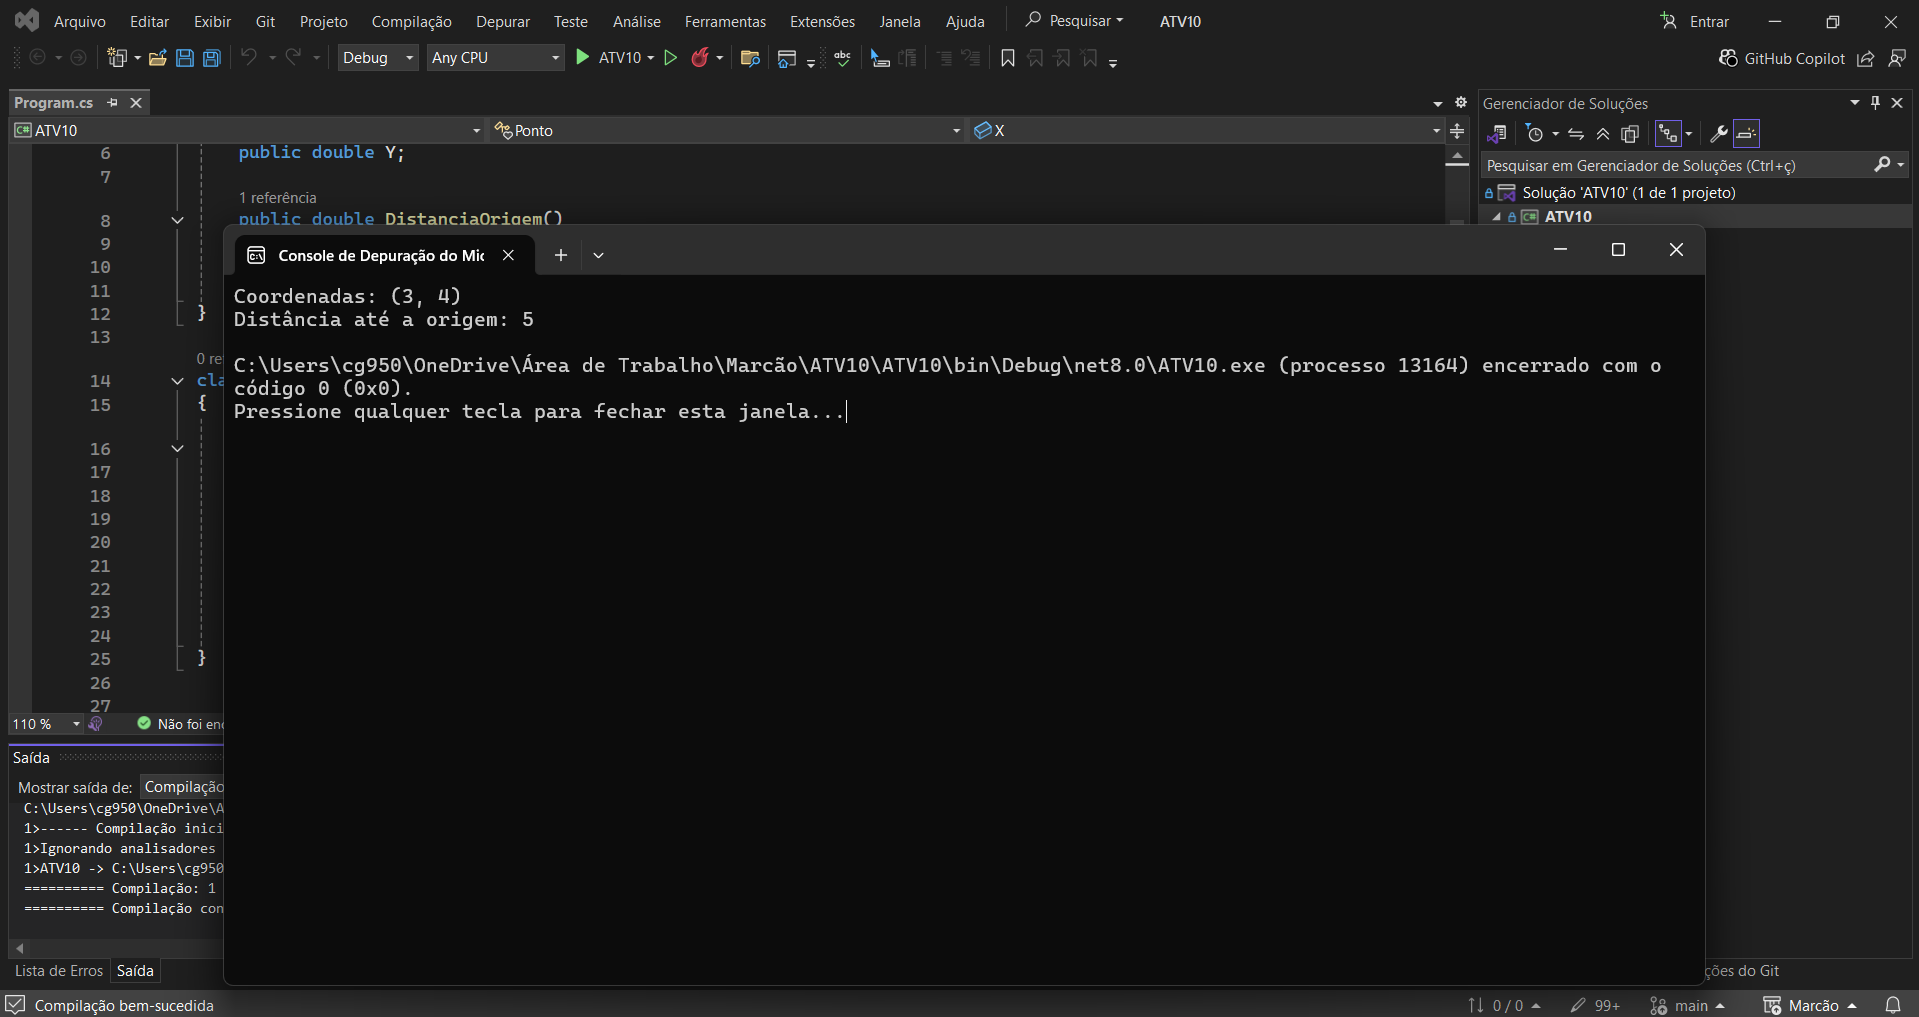 Arquivo Editar Exibir Git Projeto Compilação Depurar Teste Análise Ferramentas Extensões Janela Ajuda Pesquisar ATV10 Entrar
Debug Any CPU ATV10 abc GitHub Copilot
Program.cs
C# ATV10 Ponto X
6 public double Y;
7
1 referência
8 public double DistanciaOrigem()
9
10
11
12 }
13
0 re
14 cla
15 {
16
17
18
19
20
21
22
23
24
25 }
26
27
110 % Não foi enc
Console de Depuração do Mic
Coordenadas: (3, 4)
Distância até a origem: 5
C:\Users\cg950\OneDrive\Área de Trabalho\Marcão\ATV10\ATV10\bin\Debug\net8.0\ATV10.exe (processo 13164) encerrado com o
código 0 (0x0).
Pressione qualquer tecla para fechar esta janela...
Saída
Mostrar saída de: Compilação
C:\Users\cg950\OneDrive\A
1>------ Compilação inici
1>Ignorando analisadores
1>ATV10 -> C:\Users\cg950
========== Compilação: 1
========== Compilação con
Lista de Erros Saída
Gerenciador de Soluções
Pesquisar em Gerenciador de Soluções (Ctrl+ç)
Solução 'ATV10' (1 de 1 projeto)
C# ATV10
ções do Git
Compilação bem-sucedida 0 / 0 99+ main Marcão